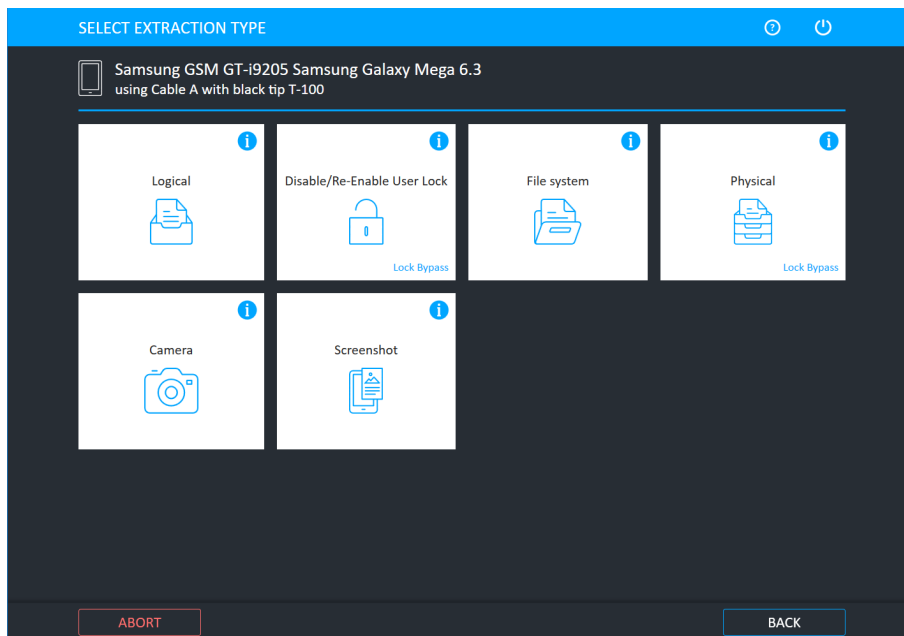 SELECT EXTRACTION TYPE
Samsung GSM GT-i9205 Samsung Galaxy Mega 6.3
using Cable A with black tip T-100
Logical
Disable/Re-Enable User Lock
Lock Bypass
File system
Physical
Lock Bypass
Camera
Screenshot
ABORT
BACK